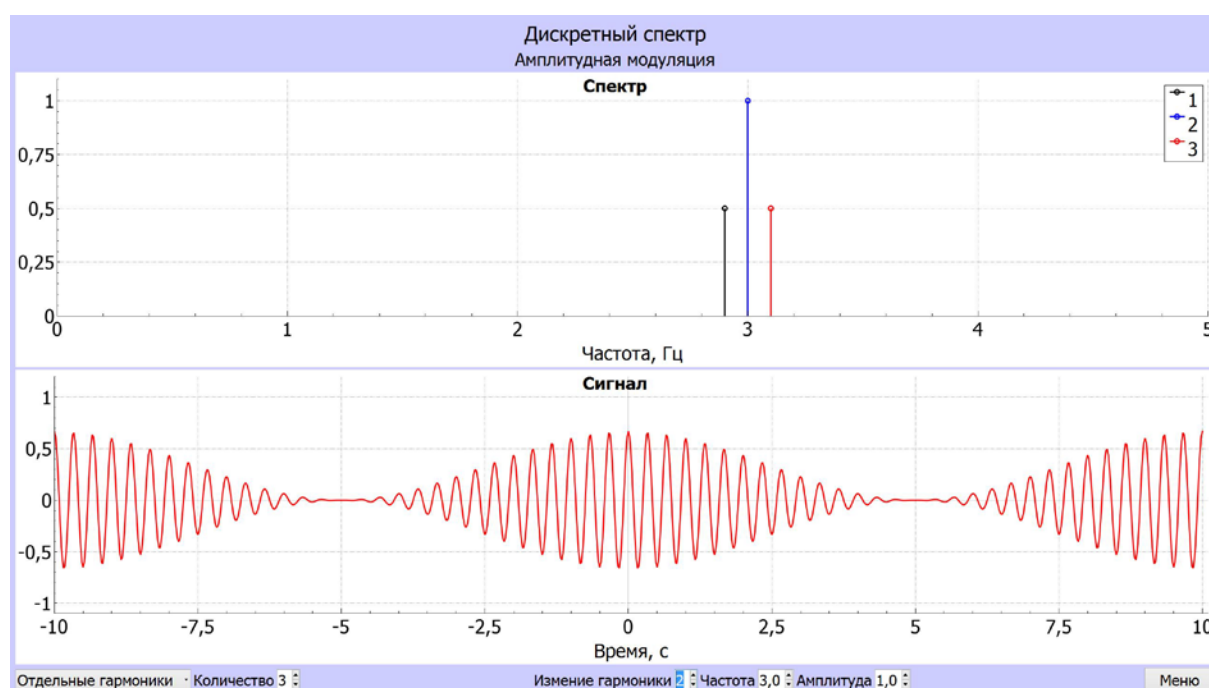 Дискретный спектр
Амплитудная модуляция
Спектр
1
0,75
0,5
0,25
0
1
2
3
0 1 2 3 4 5
Частота, Гц
Сигнал
1
0,5
0
-0,5
-1
-10 -7,5 -5 -2,5 0 2,5 5 7,5 10
Время, с
Отдельные гармоники Количество 3 Измение гармоники 2 Частота 3,0 Амплитуда 1,0 Меню